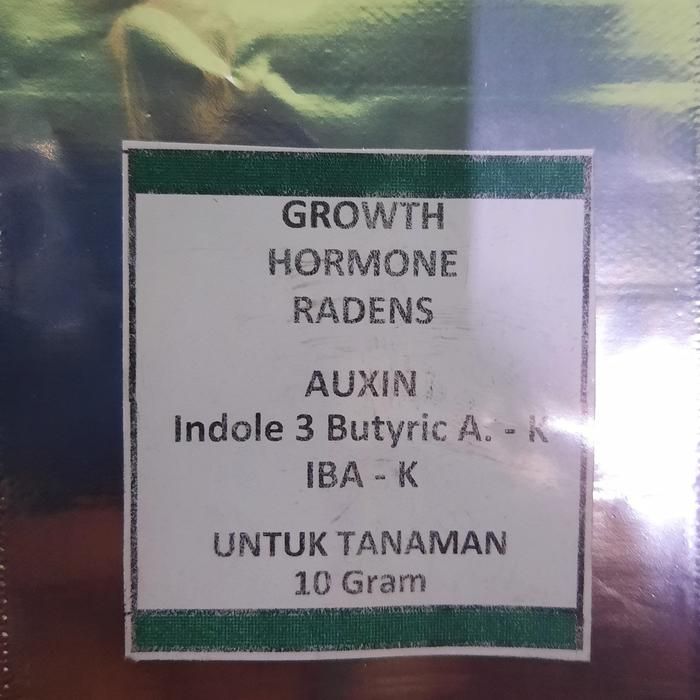 GROWTH
HORMONE
RADENS
AUXIN
Indole 3 Butyric A. - K
IBA - K
UNTUK TANAMAN
10 Gram